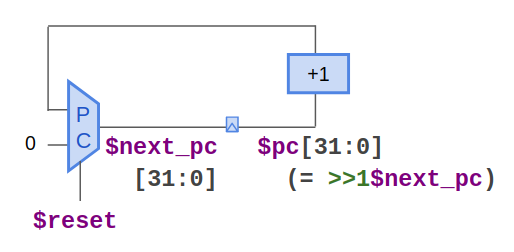 +1
P
C
0
$next_pc
[31:0]
$pc[31:0]
(= >>1$next_pc)
$reset